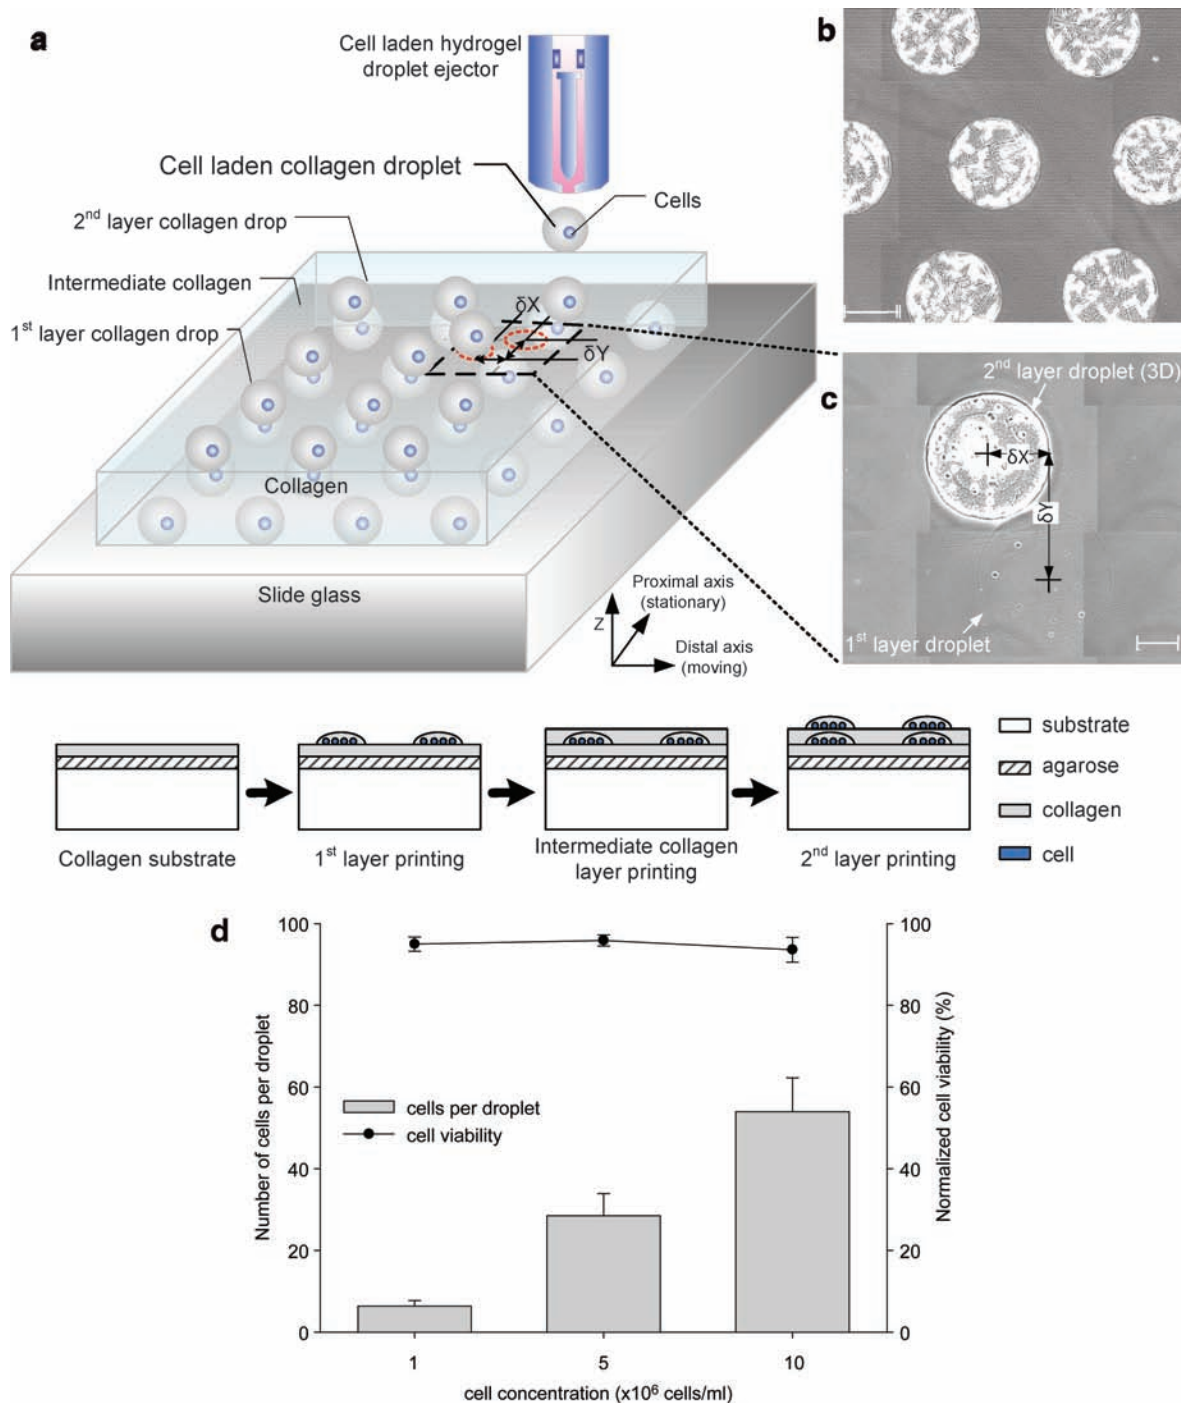 a
Cell laden hydrogel
droplet ejector
Cell laden collagen droplet
Cells
2nd layer collagen drop
Intermediate collagen
1st layer collagen drop
δX
δY
Collagen
Slide glass
Z
Proximal axis
(stationary)
Distal axis
(moving)
b
c
2nd layer droplet (3D)
δX
δY
1st layer droplet
Collagen substrate
1st layer printing
Intermediate collagen
layer printing
2nd layer printing
substrate
agarose
collagen
cell
d
Number of cells per droplet
100
80
60
40
20
0
cells per droplet
cell viability
1
5
10
cell concentration (x10⁶ cells/ml)
100
80
60
40
20
0
Normalized cell viability (%)